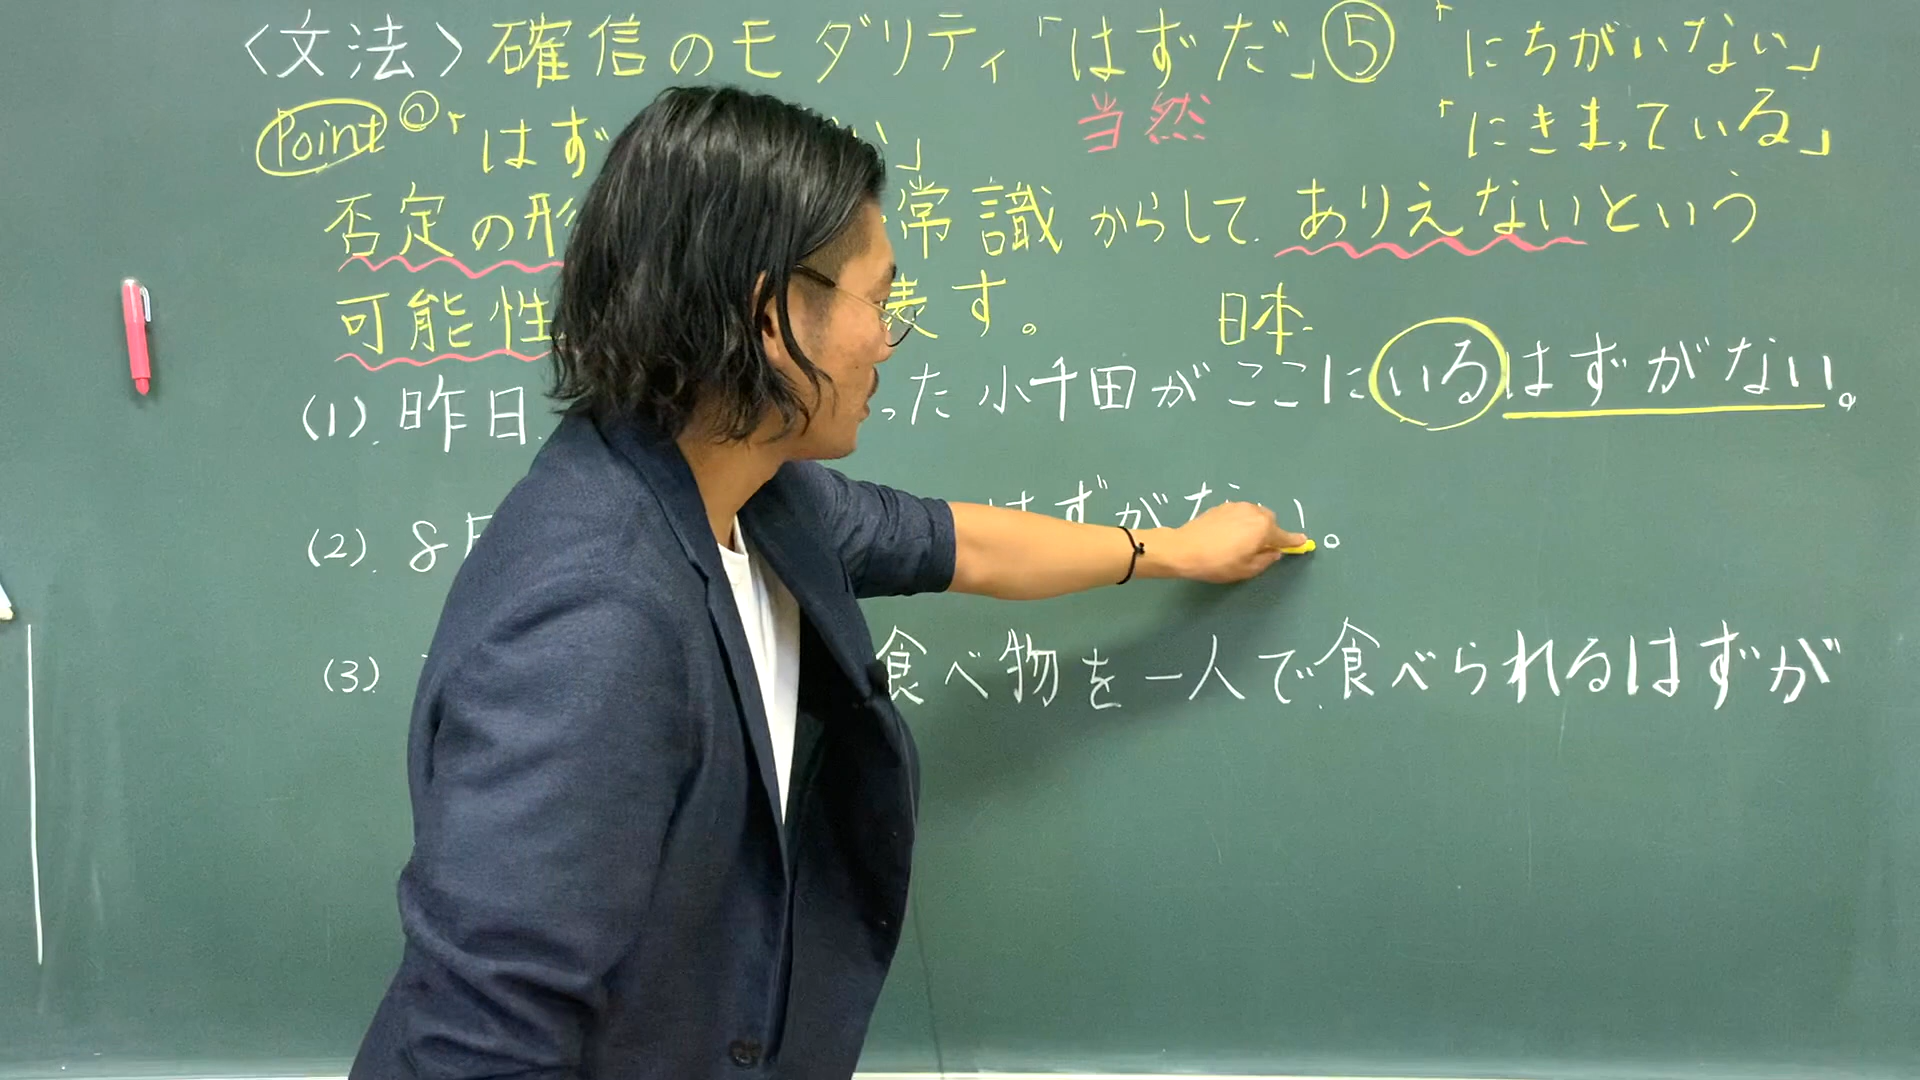 〈文法〉確信のモダリティ「はずだ」⑤ 「にちがいない」
Point 「はず い」 当然 「にきまっている」
否定の形 常識からして ありえないという
可能性 表す。 日本
(1). 昨日 った小千田がここにいるはずがない。
(2). 8月 はずがない。
(3). 食べ物を一人で食べられるはずが